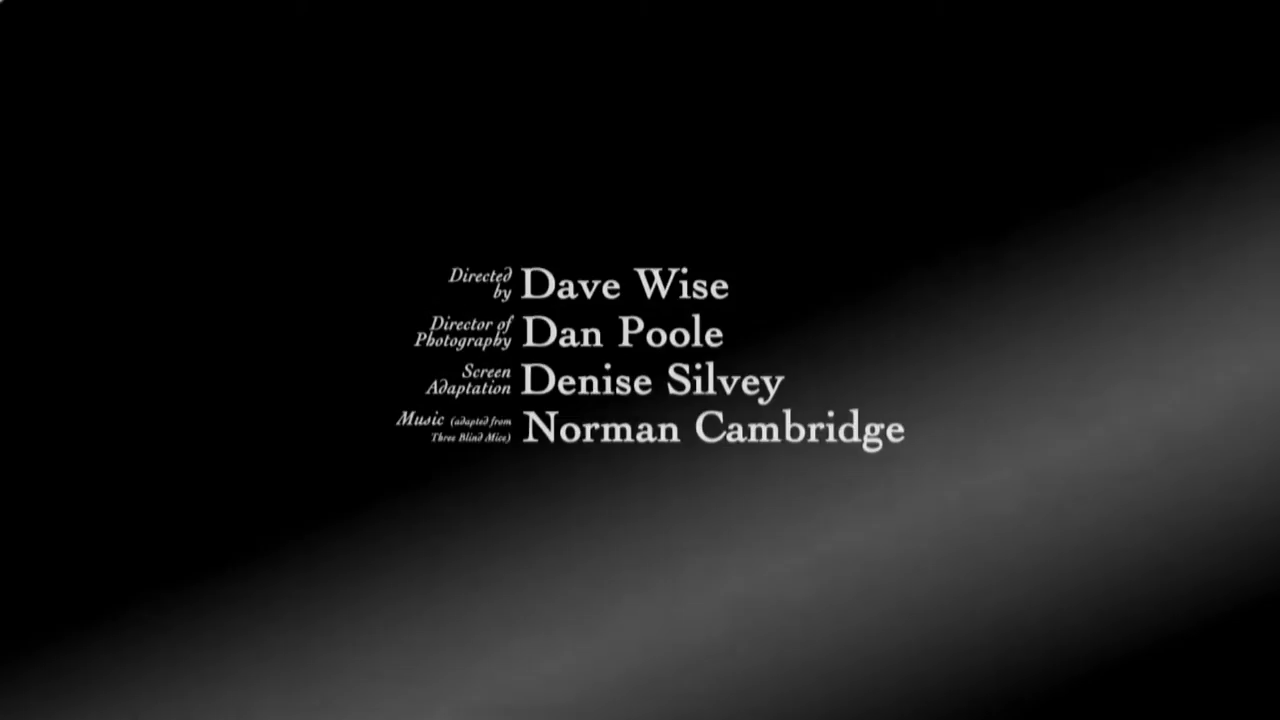 Directed by Dave Wise
Director of Photography Dan Poole
Screen Adaptation Denise Silvey
Music (adapted from Three Blind Mice) Norman Cambridge